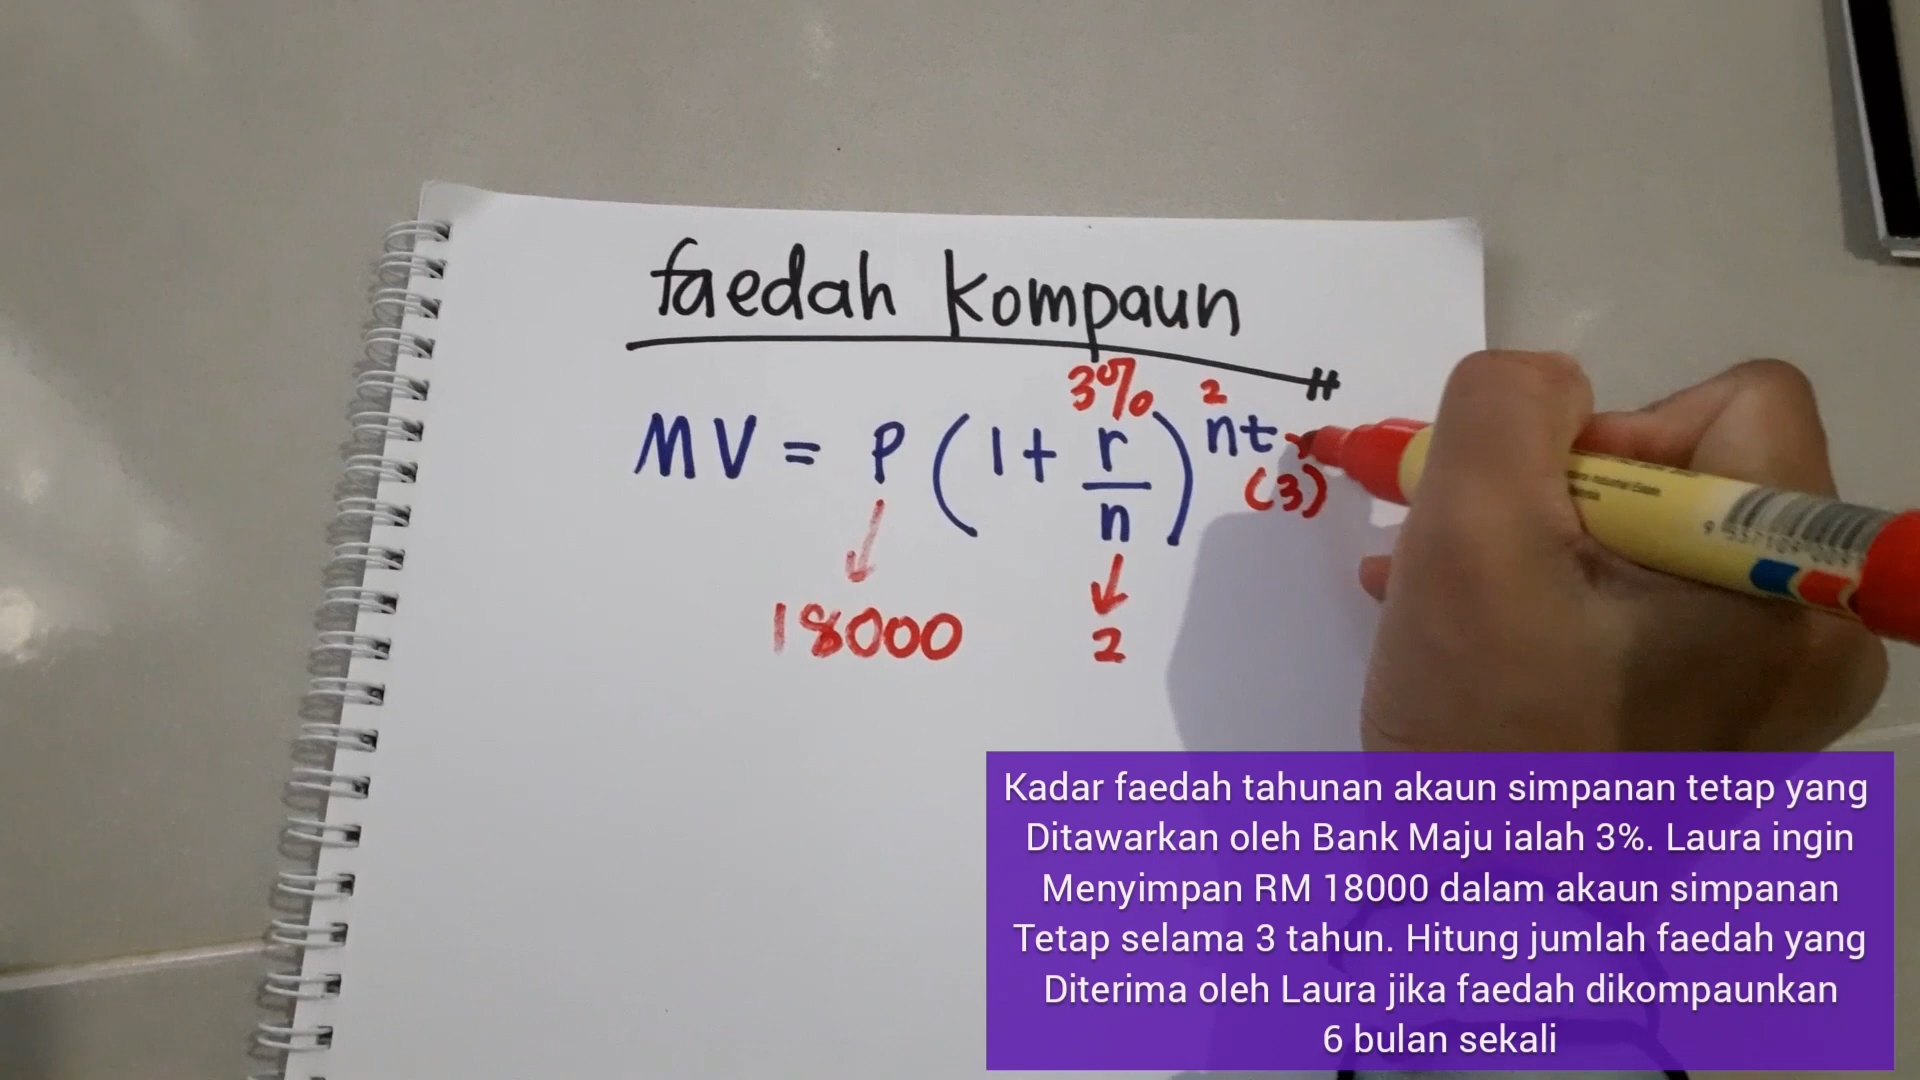 faedah kompaun
3%
2
MV = P ( 1 + r/n ) nt
(3)
18000
2
Kadar faedah tahunan akaun simpanan tetap yang
Ditawarkan oleh Bank Maju ialah 3%. Laura ingin
Menyimpan RM 18000 dalam akaun simpanan
Tetap selama 3 tahun. Hitung jumlah faedah yang
Diterima oleh Laura jika faedah dikompaunkan
6 bulan sekali